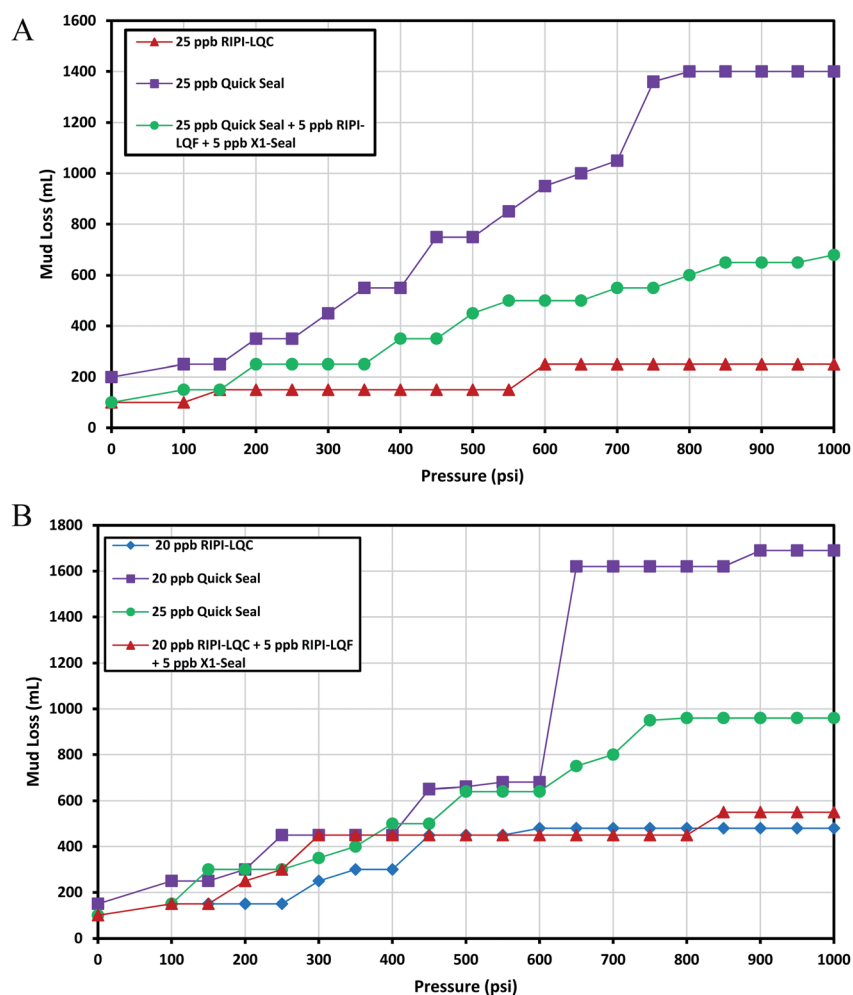 A
1600
1400
1200
1000
800
600
400
200
0
Mud Loss (mL)
25 ppb RIPI-LQC
25 ppb Quick Seal
25 ppb Quick Seal + 5 ppb RIPI-
LQF + 5 ppb X1-Seal
0 100 200 300 400 500 600 700 800 900 1000
Pressure (psi)
B
1800
1600
1400
1200
1000
800
600
400
200
0
Mud Loss (mL)
20 ppb RIPI-LQC
20 ppb Quick Seal
25 ppb Quick Seal
20 ppb RIPI-LQC + 5 ppb RIPI-LQF
+ 5 ppb X1-Seal
0 100 200 300 400 500 600 700 800 900 1000
Pressure (psi)